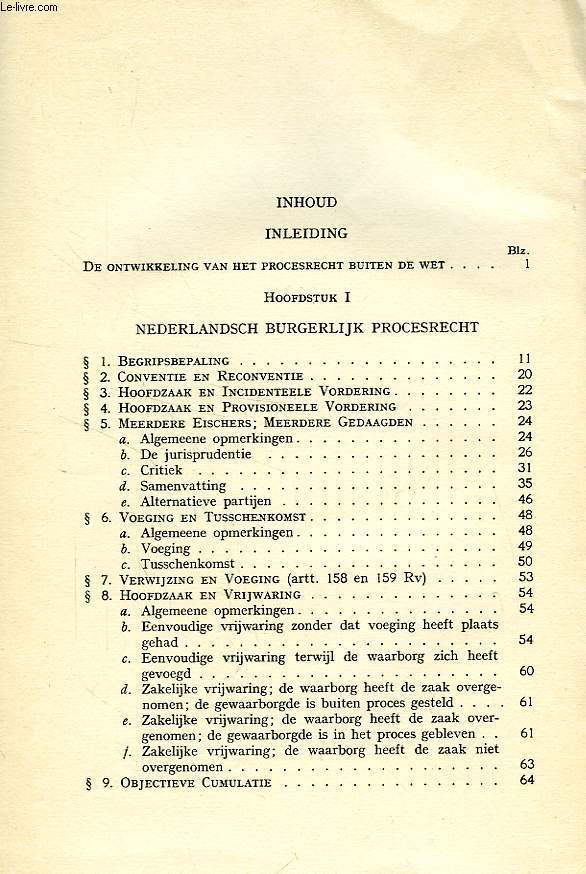 Le-livre.com
INHOUD
INLEIDING
Blz.
DE ONTWIKKELING VAN HET PROCESRECHT BUITEN DE WET . . . . 1
HOOFDSTUK I
NEDERLANDSCH BURGERLIJK PROCESRECHT
§ 1. BEGRIPSBEPALING . . . . . . . . . . . . . . . . . . . 11
§ 2. CONVENTIE EN RECONVENTIE . . . . . . . . . . . . . . 20
§ 3. HOOFDZAAK EN INCIDENTEELE VORDERING . . . . . . . . 22
§ 4. HOOFDZAAK EN PROVISIONEELE VORDERING . . . . . . . 23
§ 5. MEERDERE EISCHERS; MEERDERE GEDAAGDEN . . . . . . 24
a. Algemeene opmerkingen . . . . . . . . . . . . . . . 24
b. De jurisprudentie . . . . . . . . . . . . . . . . . 26
c. Critiek . . . . . . . . . . . . . . . . . . . . . . 31
d. Samenvatting . . . . . . . . . . . . . . . . . . . 35
e. Alternatieve partijen . . . . . . . . . . . . . . . . 46
§ 6. VOEGING EN TUSSCHENKOMST . . . . . . . . . . . . . . 48
a. Algemeene opmerkingen . . . . . . . . . . . . . . . 48
b. Voeging . . . . . . . . . . . . . . . . . . . . . . 49
c. Tusschenkomst . . . . . . . . . . . . . . . . . . . 50
§ 7. VERWIJZING EN VOEGING (artt. 158 en 159 Rv) . . . . . 53
§ 8. HOOFDZAAK EN VRIJWARING . . . . . . . . . . . . . . 54
a. Algemeene opmerkingen . . . . . . . . . . . . . . . 54
b. Eenvoudige vrijwaring zonder dat voeging heeft plaats
gehad . . . . . . . . . . . . . . . . . . . . . . . 54
c. Eenvoudige vrijwaring terwijl de waarborg zich heeft
gevoegd . . . . . . . . . . . . . . . . . . . . . . 60
d. Zakelijke vrijwaring; de waarborg heeft de zaak overge-
nomen; de gewaarborgde is buiten proces gesteld . . . . 61
e. Zakelijke vrijwaring; de waarborg heeft de zaak over-
genomen; de gewaarborgde is in het proces gebleven . . 61
f. Zakelijke vrijwaring; de waarborg heeft de zaak niet
overgenomen . . . . . . . . . . . . . . . . . . . . 63
§ 9. OBJECTIEVE CUMULATIE . . . . . . . . . . . . . . . . 64